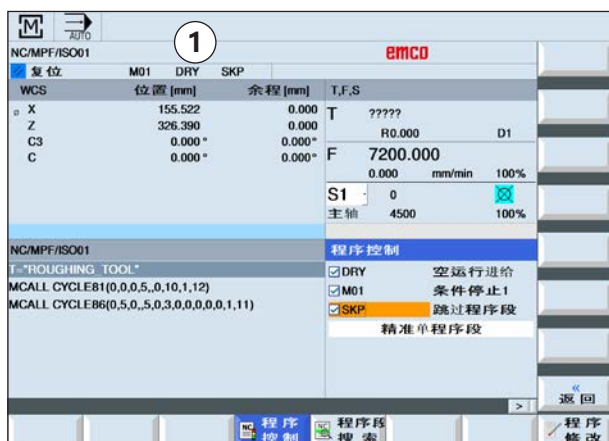 M
AUTO
1
NC/MPF/ISO01
emco
复位 M01 DRY SKP
WCS 位置 [mm] 余程 [mm] T,F,S
X 155.522 0.000
Z 326.390 0.000
C3 0.000 ° 0.000°
C 0.000 ° 0.000°
T ?????
R0.000 D1
F 7200.000
0.000 mm/min 100%
S1 0
主轴 4500 100%
NC/MPF/ISO01
T="ROUGHING_TOOL"
MCALL CYCLE81(0,0,0,5,,0,10,1,12)
MCALL CYCLE86(0,5,0,,5,0,3,0,0,0,0,0,1,11)
程序控制
DRY 空运行进给
M01 条件停止1
SKP 跳过程序段
精准单程序段
>
«
返回
NC 程序控制
NC 程序段搜索
程序修改